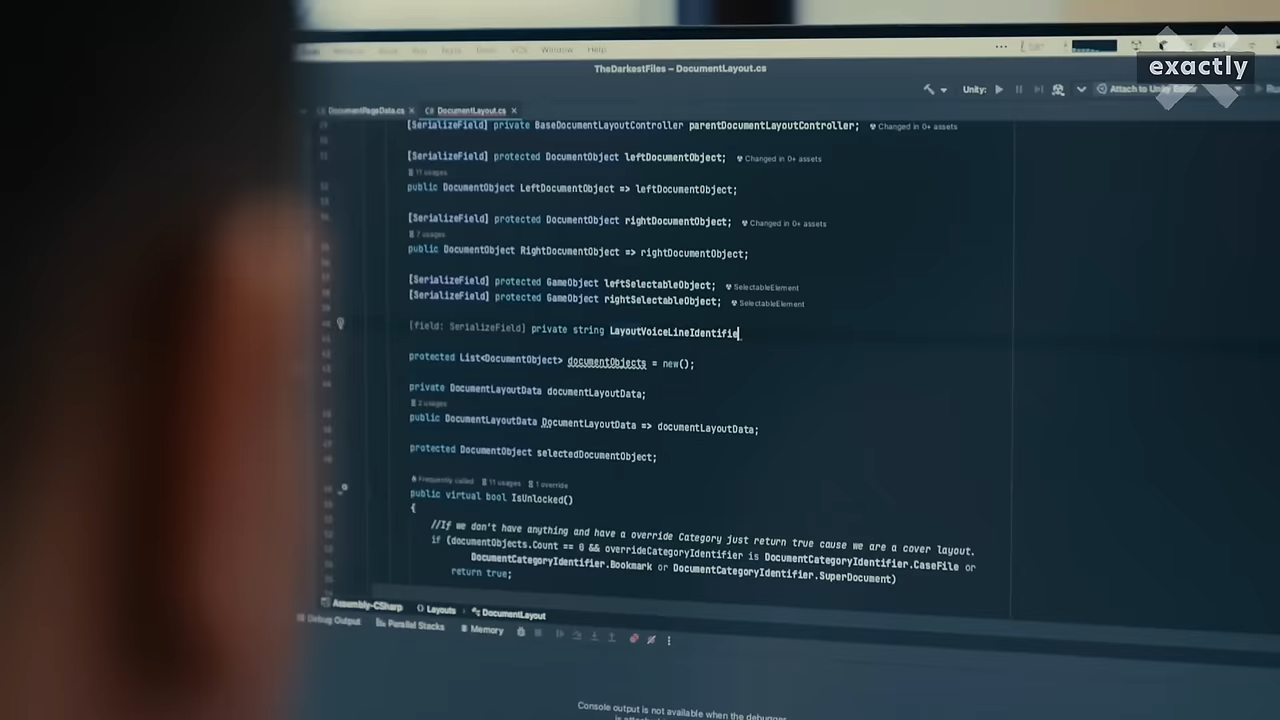 Window Help
exactly
TheDarkestFiles – DocumentLayout.cs
Unity:
Attach to Unity Editor
DocumentPageData.cs
DocumentLayout.cs
[SerializeField] private BaseDocumentLayoutController parentDocumentLayoutController; Changed in 0+ assets
[SerializeField] protected DocumentObject leftDocumentObject; Changed in 0+ assets
11 usages
public DocumentObject LeftDocumentObject => leftDocumentObject;
[SerializeField] protected DocumentObject rightDocumentObject; Changed in 0+ assets
7 usages
public DocumentObject RightDocumentObject => rightDocumentObject;
[SerializeField] protected GameObject leftSelectableObject; SelectableElement
[SerializeField] protected GameObject rightSelectableObject; SelectableElement
[field: SerializeField] private string LayoutVoiceLineIdentifie
protected List<DocumentObject> documentObjects = new();
private DocumentLayoutData documentLayoutData;
2 usages
public DocumentLayoutData DocumentLayoutData => documentLayoutData;
protected DocumentObject selectedDocumentObject;
Frequently called 11 usages 1 override
public virtual bool IsUnlocked()
{
//If we don't have anything and have a override Category just return true cause we are a cover layout.
if (documentObjects.Count == 0 && overrideCategoryIdentifier is DocumentCategoryIdentifier.CaseFile or
DocumentCategoryIdentifier.Bookmark or DocumentCategoryIdentifier.SuperDocument)
return true;
Assembly-CSharp Layouts DocumentLayout
Debug Output Parallel Stacks Memory
Console output is not available when the debugger